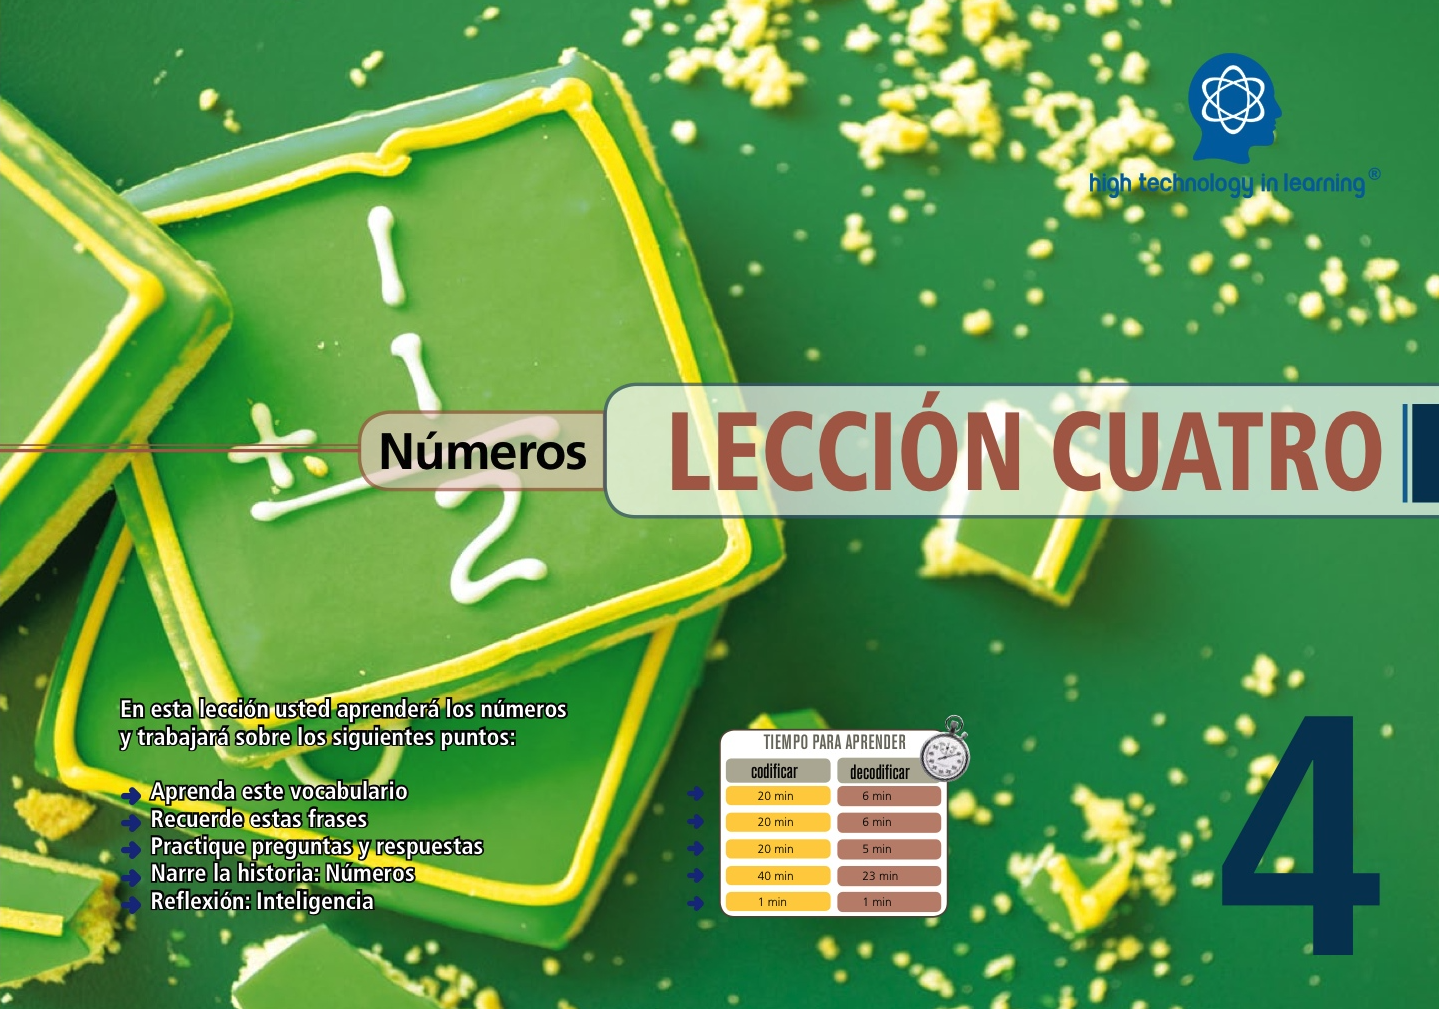 high technology in learning®
1
1
÷
2
Números
LECCIÓN CUATRO
En esta lección usted aprenderá los números
y trabajará sobre los siguientes puntos:
Aprenda este vocabulario
Recuerde estas frases
Practique preguntas y respuestas
Narre la historia: Números
Reflexión: Inteligencia
TIEMPO PARA APRENDER
codificar decodificar
20 min 6 min
20 min 6 min
20 min 5 min
40 min 23 min
1 min 1 min
4